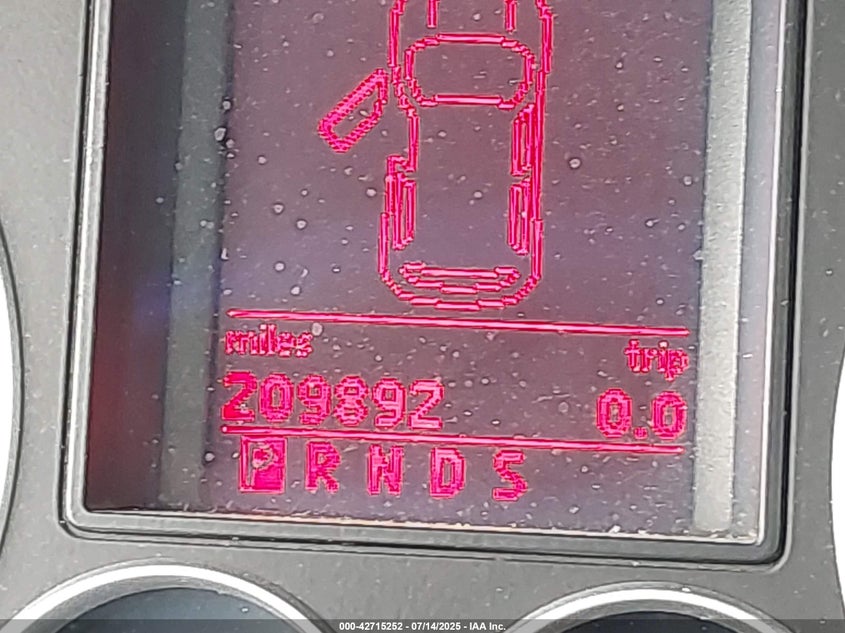 miles trip
209892 0.0
P R N D S
000-42715252 - 07/14/2025 - IAA Inc.